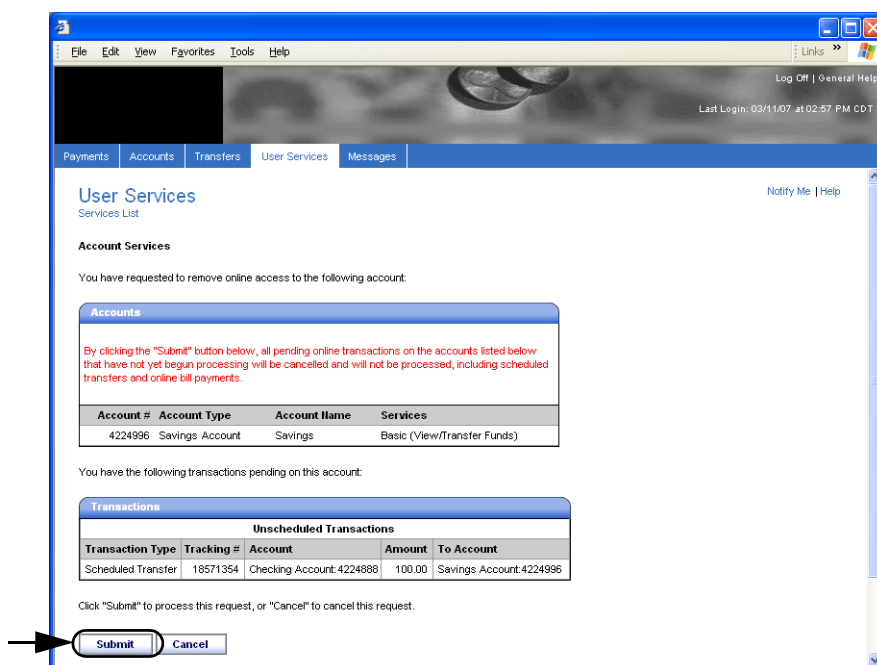 File Edit View Favorites Tools Help Links »
Log Off | General Help
Last Login: 03/11/07 at 02:57 PM CDT
Payments Accounts Transfers User Services Messages
User Services
Notify Me | Help
Services List
Account Services
You have requested to remove online access to the following account:
Accounts
By clicking the "Submit" button below, all pending online transactions on the accounts listed below
that have not yet begun processing will be cancelled and will not be processed, including scheduled
transfers and online bill payments.
Account # Account Type Account Name Services
4224996 Savings Account Savings Basic (View/Transfer Funds)
You have the following transactions pending on this account:
Transactions
Unscheduled Transactions
Transaction Type Tracking # Account Amount To Account
Scheduled Transfer 18571354 Checking Account:4224888 100.00 Savings Account:4224996
Click "Submit" to process this request, or "Cancel" to cancel this request.
Submit Cancel